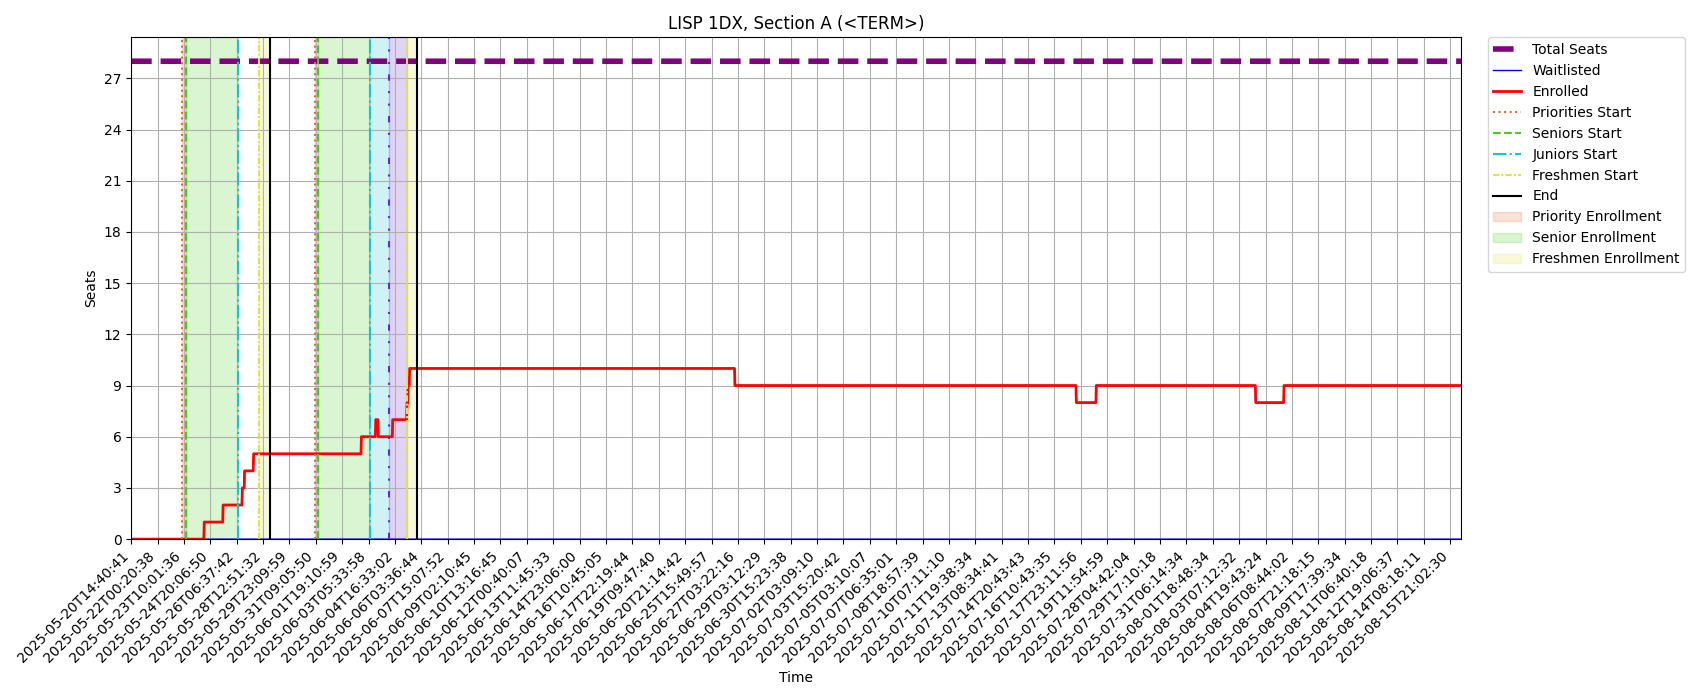 LISP 1DX, Section A (<TERM>)
Total Seats
Waitlisted
Enrolled
Priorities Start
Seniors Start
Juniors Start
Freshmen Start
End
Priority Enrollment
Senior Enrollment
Freshmen Enrollment
Seats
27
24
21
18
15
12
9
6
3
0
2025-05-20T14:40:41
2025-05-22T00:20:38
2025-05-23T10:01:36
2025-05-24T20:06:50
2025-05-26T06:37:42
2025-05-28T12:51:32
2025-05-29T23:09:59
2025-05-31T09:05:50
2025-06-01T19:10:59
2025-06-03T05:33:58
2025-06-04T16:33:02
2025-06-06T03:36:44
2025-06-07T15:07:52
2025-06-09T02:10:45
2025-06-10T13:16:45
2025-06-12T00:40:07
2025-06-13T11:45:33
2025-06-14T23:06:00
2025-06-16T10:45:05
2025-06-17T22:19:44
2025-06-19T09:47:40
2025-06-20T21:14:42
2025-06-25T15:49:57
2025-06-27T03:22:16
2025-06-29T03:12:29
2025-06-30T15:23:38
2025-07-02T03:09:10
2025-07-03T15:20:42
2025-07-05T03:10:07
2025-07-07T06:35:01
2025-07-08T18:57:39
2025-07-10T07:11:10
2025-07-11T19:38:34
2025-07-13T08:34:41
2025-07-14T20:43:43
2025-07-16T10:43:35
2025-07-17T23:11:56
2025-07-19T11:54:59
2025-07-28T04:42:04
2025-07-29T17:10:18
2025-07-31T06:14:34
2025-08-01T18:48:34
2025-08-03T07:12:32
2025-08-04T19:43:24
2025-08-06T08:44:02
2025-08-07T21:18:15
2025-08-09T17:39:34
2025-08-11T06:40:18
2025-08-12T19:06:37
2025-08-14T08:18:11
2025-08-15T21:02:30
Time